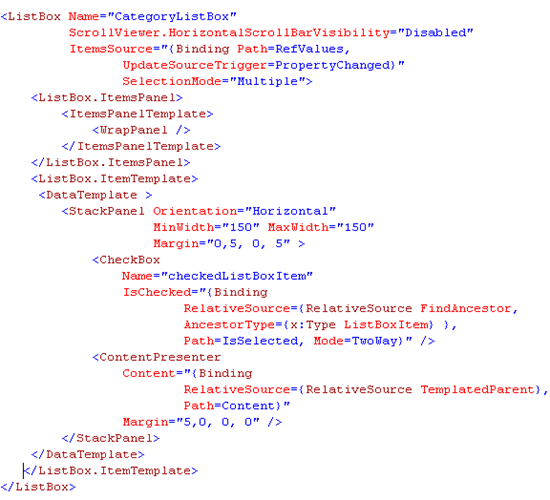 <ListBox Name="CategoryListBox"
         ScrollViewer.HorizontalScrollBarVisibility="Disabled"
         ItemsSource="{Binding Path=RefValues,
                UpdateSourceTrigger=PropertyChanged}"
                SelectionMode="Multiple">
    <ListBox.ItemsPanel>
        <ItemsPanelTemplate>
            <WrapPanel />
        </ItemsPanelTemplate>
    </ListBox.ItemsPanel>
    <ListBox.ItemTemplate>
     <DataTemplate >
        <StackPanel Orientation="Horizontal"
                    MinWidth="150" MaxWidth="150"
                    Margin="0,5, 0, 5" >
            <CheckBox
                Name="checkedListBoxItem"
                IsChecked="{Binding
                        RelativeSource={RelativeSource FindAncestor,
                        AncestorType={x:Type ListBoxItem} },
                        Path=IsSelected, Mode=TwoWay}" />
            <ContentPresenter
                Content="{Binding
                        RelativeSource={RelativeSource TemplatedParent},
                        Path=Content}"
                Margin="5,0, 0, 0" />
        </StackPanel>
    </DataTemplate>
   </ListBox.ItemTemplate>
</ListBox>